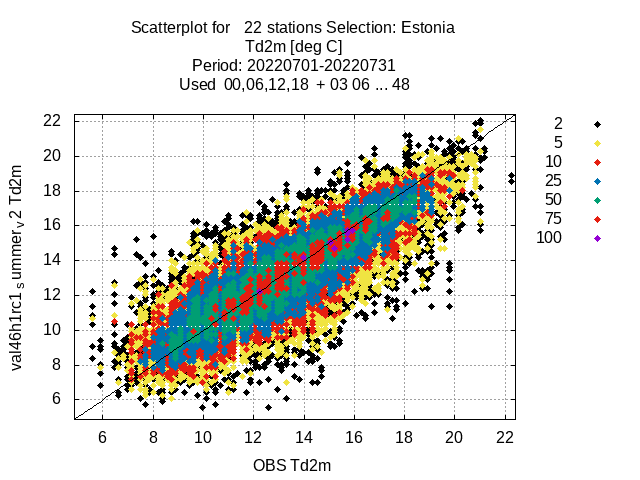 Scatterplot for 22 stations Selection: Estonia
Td2m [deg C]
Period: 20220701-20220731
Used 00,06,12,18 + 03 06 ... 48
22
20
18
16
14
12
10
8
6
val46h1rc1 summerv2 Td2m
6 8 10 12 14 16 18 20 22
OBS Td2m
2
5
10
25
50
75
100